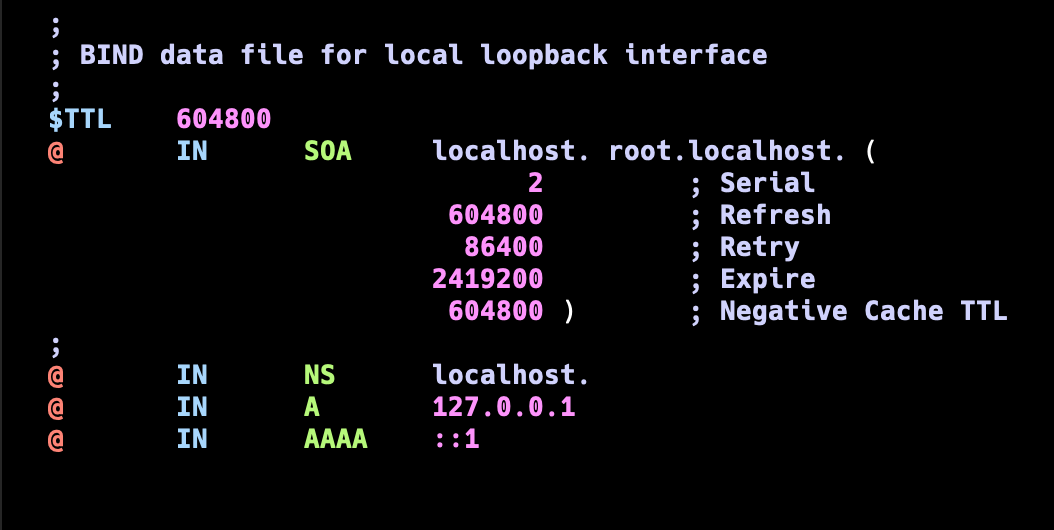 ;
; BIND data file for local loopback interface
;
$TTL    604800
@       IN      SOA     localhost. root.localhost. (
                              2         ; Serial
                         604800         ; Refresh
                          86400         ; Retry
                        2419200         ; Expire
                         604800 )       ; Negative Cache TTL
;
@       IN      NS      localhost.
@       IN      A       127.0.0.1
@       IN      AAAA    ::1